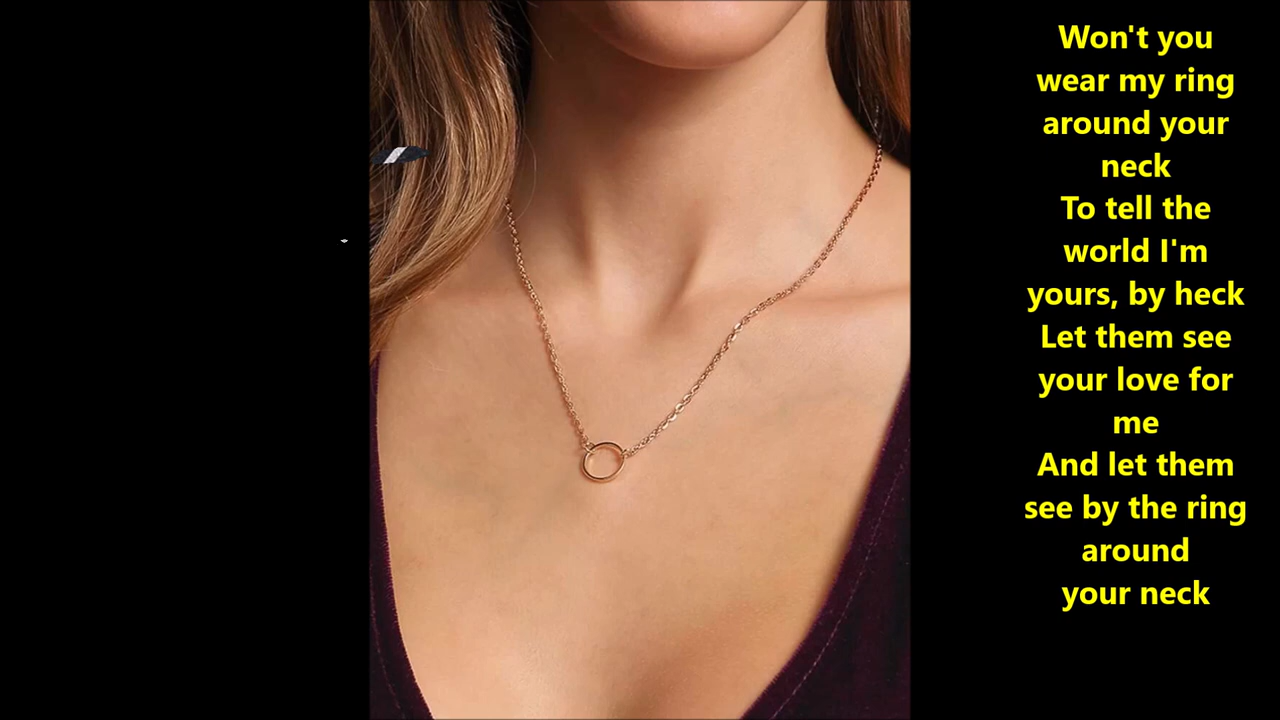 Won't you
wear my ring
around your
neck
To tell the
world I'm
yours, by heck
Let them see
your love for
me
And let them
see by the ring
around
your neck